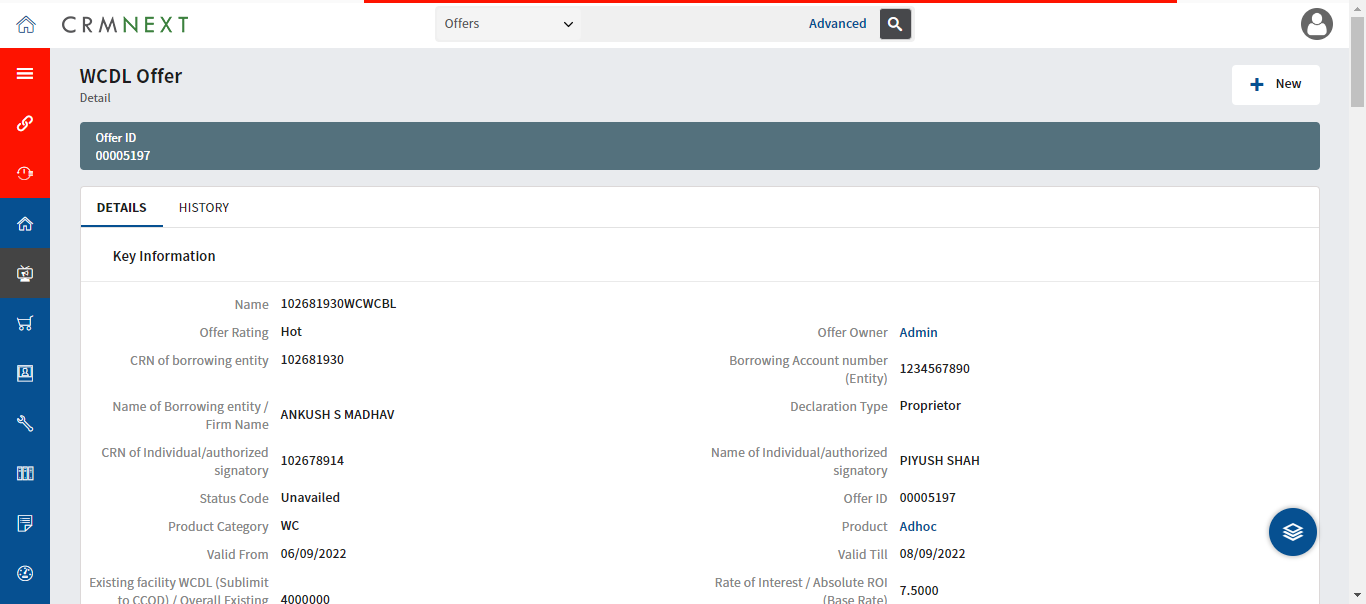 CRMNEXT
Offers
Advanced
WCDL Offer
Detail
New
Offer ID
00005197
DETAILS
HISTORY
Key Information
Name
102681930WCWCBL
Offer Rating
Hot
Offer Owner
Admin
CRN of borrowing entity
102681930
Borrowing Account number
(Entity)
1234567890
Name of Borrowing entity /
Firm Name
ANKUSH S MADHAV
Declaration Type
Proprietor
CRN of Individual/authorized
signatory
102678914
Name of Individual/authorized
signatory
PIYUSH SHAH
Status Code
Unavailed
Offer ID
00005197
Product Category
WC
Product
Adhoc
Valid From
06/09/2022
Valid Till
08/09/2022
Existing facility WCDL (Sublimit
to CCOD) / Overall Existing
4000000
Rate of Interest / Absolute ROI
(Base Rate)
7.5000